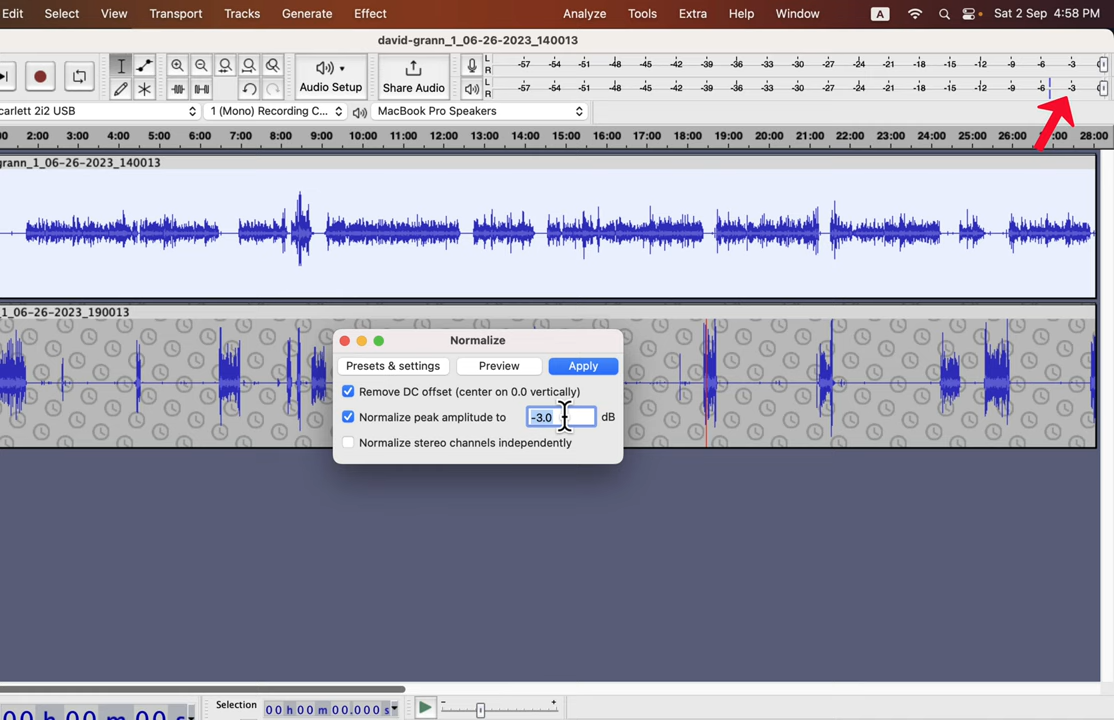 Edit Select View Transport Tracks Generate Effect Analyze Tools Extra Help Window A Sat 2 Sep 4:58 PM
david-grann_1_06-26-2023_140013
L
R
-57 -54 -51 -48 -45 -42 -39 -36 -33 -30 -27 -24 -21 -18 -15 -12 -9 -6 -3 0
Audio Setup Share Audio
L
R
-57 -54 -51 -48 -45 -42 -39 -36 -33 -30 -27 -24 -21 -18 -15 -12 -9 -6 -3 0
carlett 2i2 USB 1 (Mono) Recording C... MacBook Pro Speakers
00 2:00 3:00 4:00 5:00 6:00 7:00 8:00 9:00 10:00 11:00 12:00 13:00 14:00 15:00 16:00 17:00 18:00 19:00 20:00 21:00 22:00 23:00 24:00 25:00 26:00 27:00 28:00
grann_1_06-26-2023_140013
1_06-26-2023_190013
Normalize
Presets & settings Preview Apply
Remove DC offset (center on 0.0 vertically)
Normalize peak amplitude to -3.0 dB
Normalize stereo channels independently
Selection 00 h 00 m 00.000 s
00 h 00 m 00 s